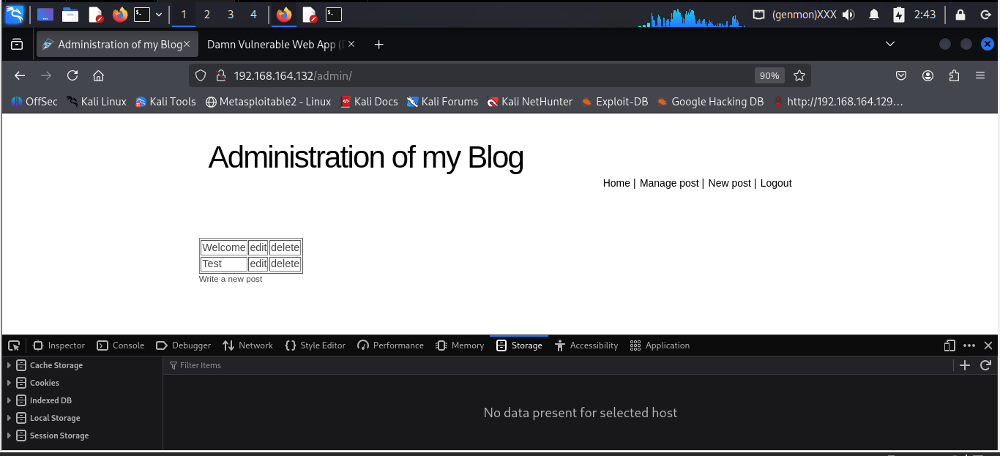 1 2 3 4 (genmon)XXX 2:43
Administration of my Blog Damn Vulnerable Web App (
192.168.164.132/admin/ 90%
OffSec Kali Linux Kali Tools Metasploitable2 - Linux Kali Docs Kali Forums Kali NetHunter Exploit-DB Google Hacking DB http://192.168.164.129...
Administration of my Blog
Home | Manage post | New post | Logout
Welcome edit delete
Test edit delete
Write a new post
Inspector Console Debugger Network Style Editor Performance Memory Storage Accessibility Application
Cache Storage Filter Items
Cookies
Indexed DB
No data present for selected host
Local Storage
Session Storage